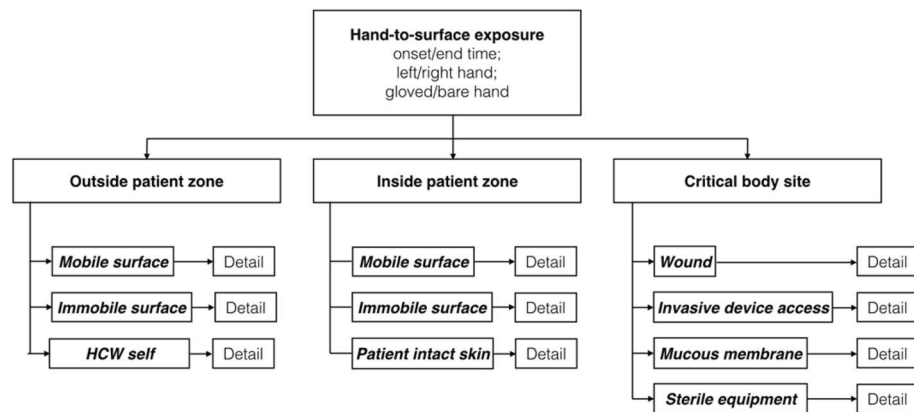 Hand-to-surface exposure
onset/end time;
left/right hand;
gloved/bare hand
Outside patient zone
Inside patient zone
Critical body site
Mobile surface
Detail
Mobile surface
Detail
Wound
Detail
Immobile surface
Detail
Immobile surface
Detail
Invasive device access
Detail
HCW self
Detail
Patient intact skin
Detail
Mucous membrane
Detail
Sterile equipment
Detail